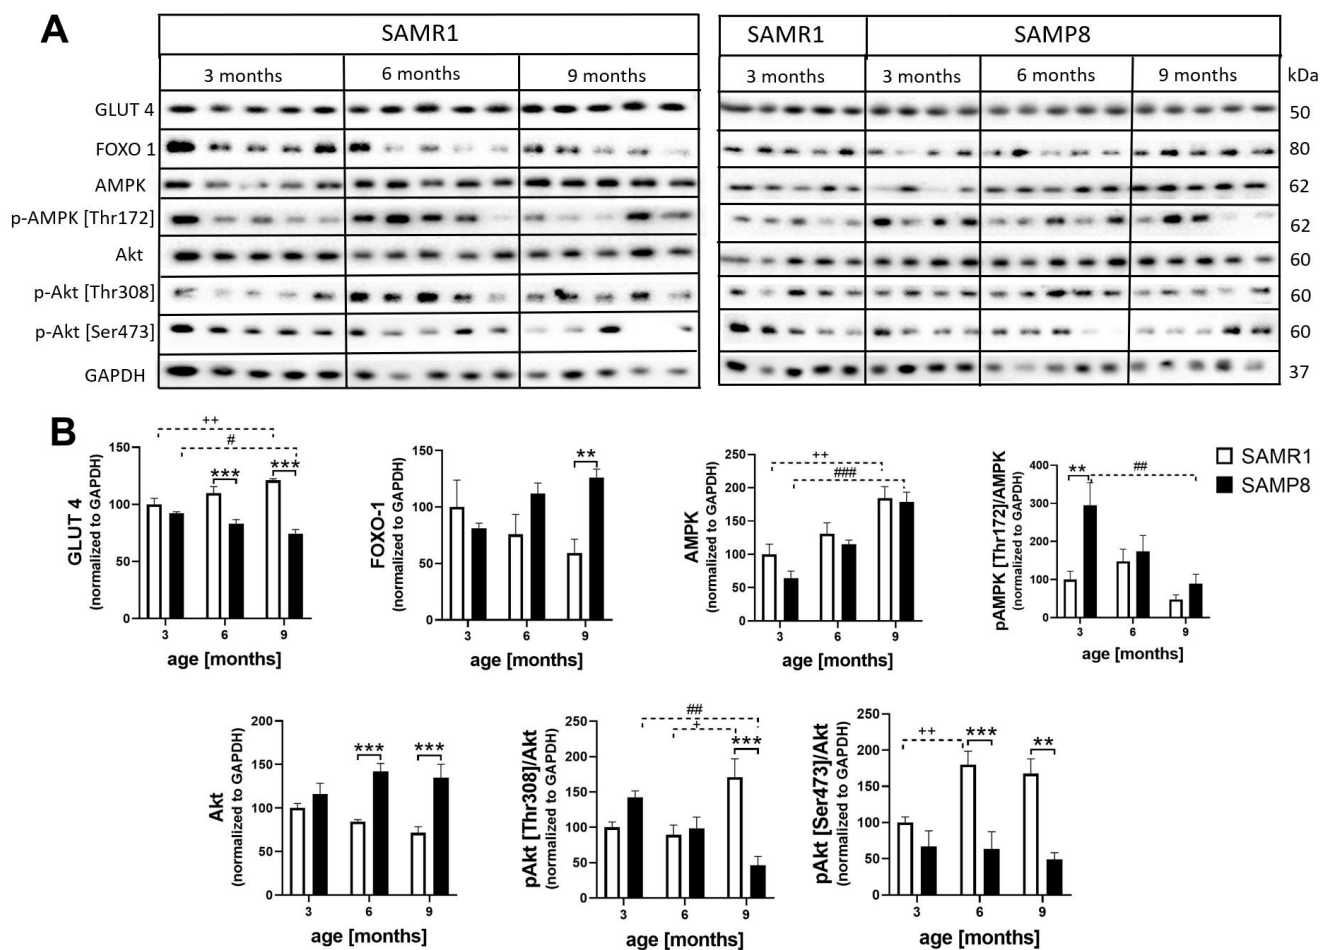 A
SAMR1
3 months 6 months 9 months
SAMR1 SAMP8
3 months 3 months 6 months 9 months kDa
GLUT 4 50
FOXO 1 80
AMPK 62
p-AMPK [Thr172] 62
Akt 60
p-Akt [Thr308] 60
p-Akt [Ser473] 60
GAPDH 37
B
GLUT 4
(normalized to GAPDH)
150
100
50
0
++
#
***
***
3 6 9
age [months]
FOXO-1
(normalized to GAPDH)
150
100
50
0
**
3 6 9
age [months]
AMPK
(normalized to GAPDH)
250
200
150
100
50
0
++
###
3 6 9
age [months]
pAMPK [Thr172]/AMPK
(normalized to GAPDH)
400
300
200
100
0
**
##
3 6 9
age [months]
SAMR1
SAMP8
Akt
(normalized to GAPDH)
200
150
100
50
0
***
***
3 6 9
age [months]
pAkt [Thr308]/Akt
(normalized to GAPDH)
250
200
150
100
50
0
##
+
***
3 6 9
age [months]
pAkt [Ser473]/Akt
(normalized to GAPDH)
250
200
150
100
50
0
++
***
**
3 6 9
age [months]